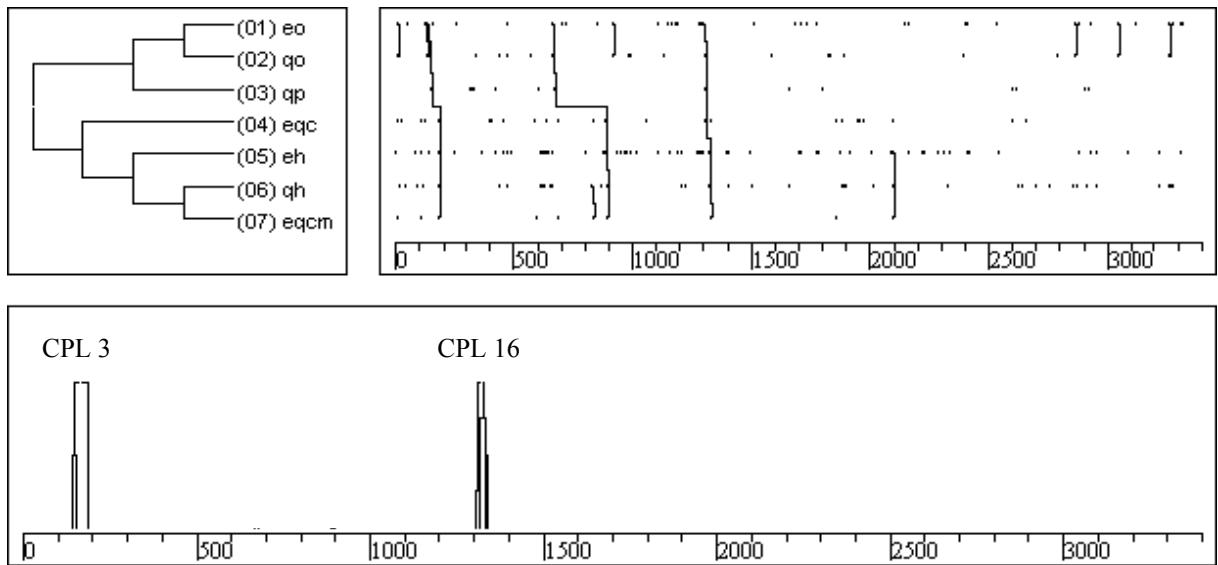 (01) eo
(02) qo
(03) qp
(04) eqc
(05) eh
(06) qh
(07) eqcm
0 500 1000 1500 2000 2500 3000
CPL 3 CPL 16
0 500 1000 1500 2000 2500 3000